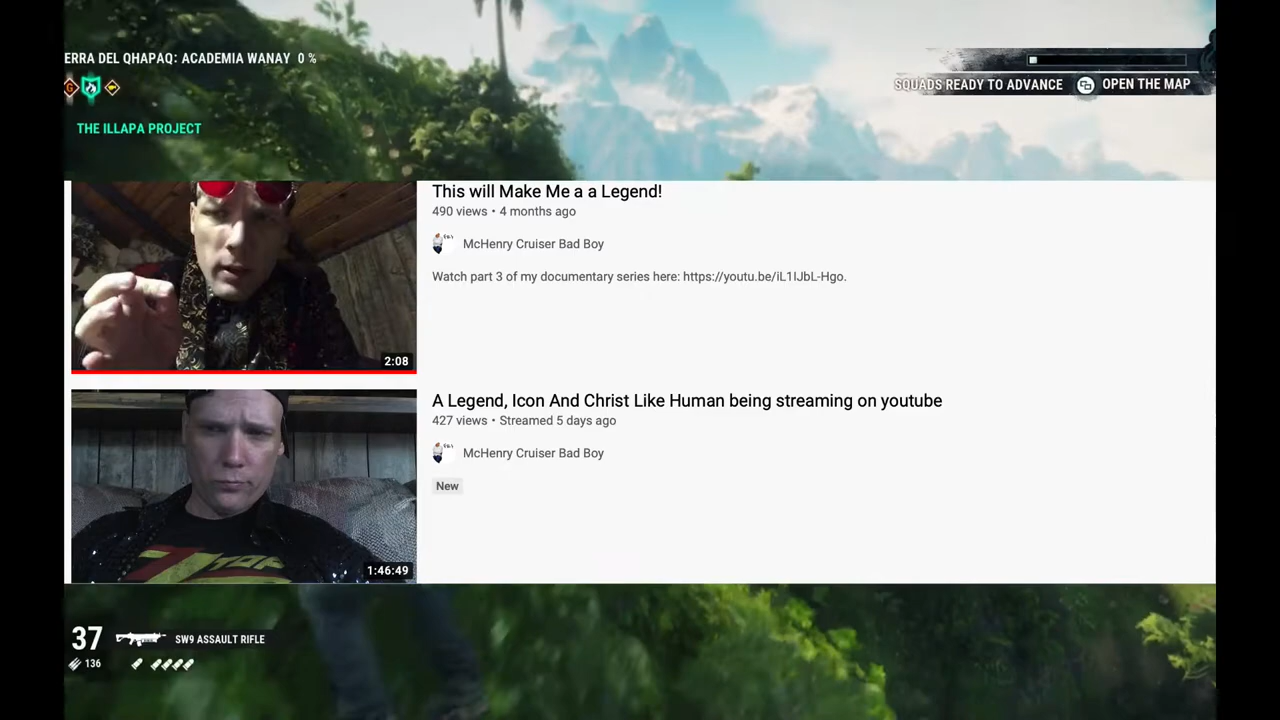 ERRA DEL QHAPAQ: ACADEMIA WANAY 0 %
SQUADS READY TO ADVANCE OPEN THE MAP
G
THE ILLAPA PROJECT
This will Make Me a a Legend!
490 views • 4 months ago
McHenry Cruiser Bad Boy
Watch part 3 of my documentary series here: https://youtu.be/iL1IJbL-Hgo.
2:08
A Legend, Icon And Christ Like Human being streaming on youtube
427 views • Streamed 5 days ago
McHenry Cruiser Bad Boy
New
ZZ TOP
1:46:49
37 SW9 ASSAULT RIFLE
136